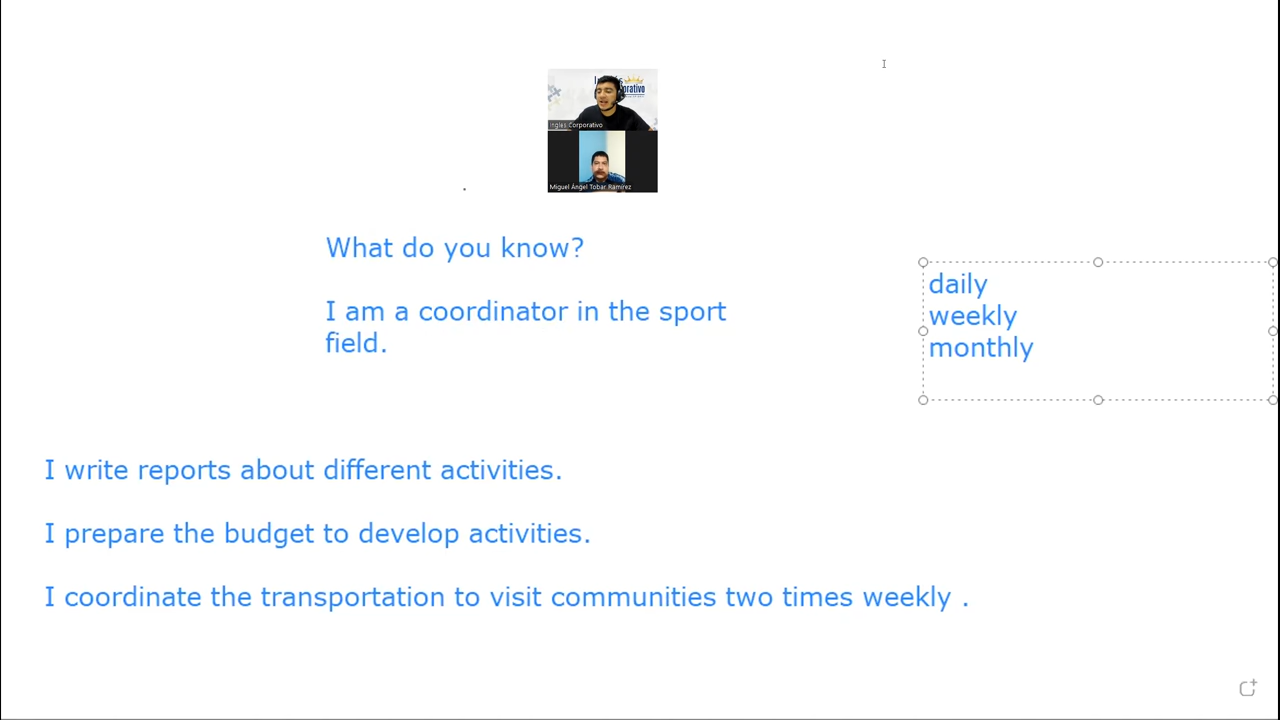 Inglés Corporativo
Miguel Ángel Tobar Ramírez
What do you know?
I am a coordinator in the sport
field.
daily
weekly
monthly
I write reports about different activities.
I prepare the budget to develop activities.
I coordinate the transportation to visit communities two times weekly .